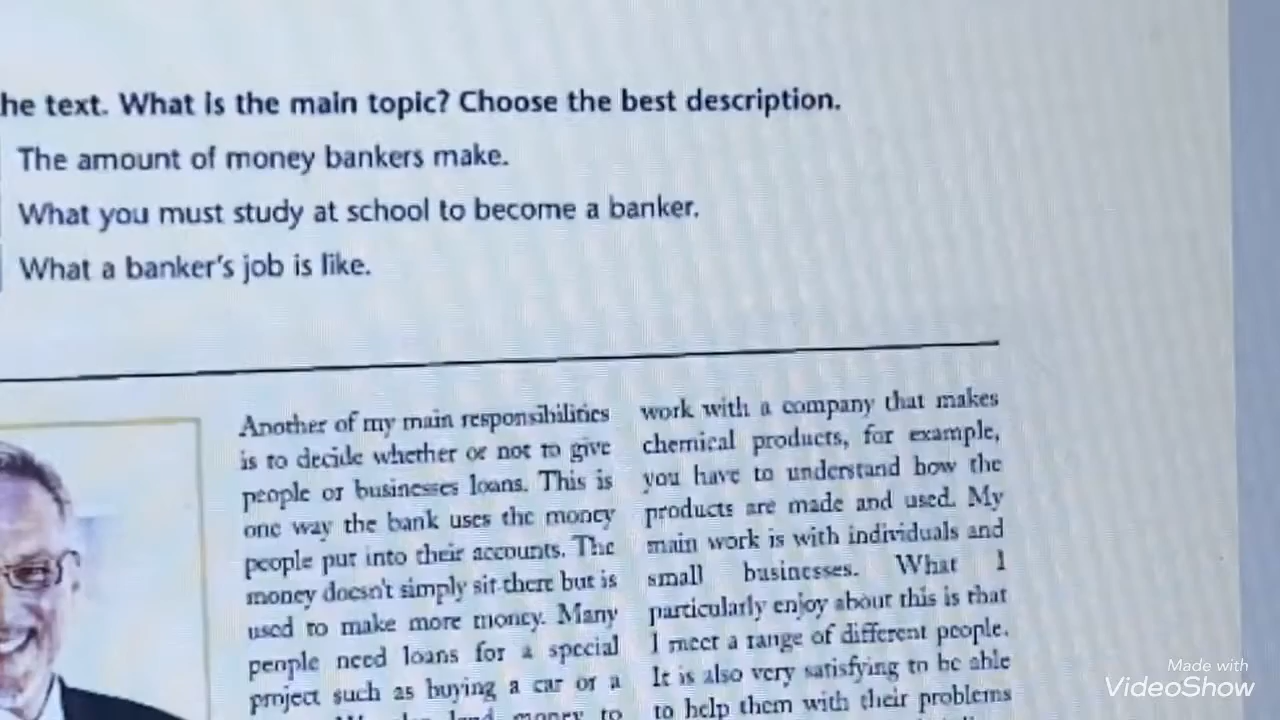 he text. What is the main topic? Choose the best description.
The amount of money bankers make.
What you must study at school to become a banker.
What a banker's job is like.
Another of my main responsibilities
is to decide whether or not to give
people or businesses loans. This is
one way the bank uses the money
people put into their accounts. The
money doesn't simply sit there but is
used to make more money. Many
people need loans for a special
project such as buying a car or a
money to
work with a company that makes
chemical products, for example,
you have to understand how the
products are made and used. My
main work is with individuals and
small businesses. What I
particularly enjoy about this is that
I meet a range of different people.
It is also very satisfying to be able
to help them with their problems
Made with
VideoShow